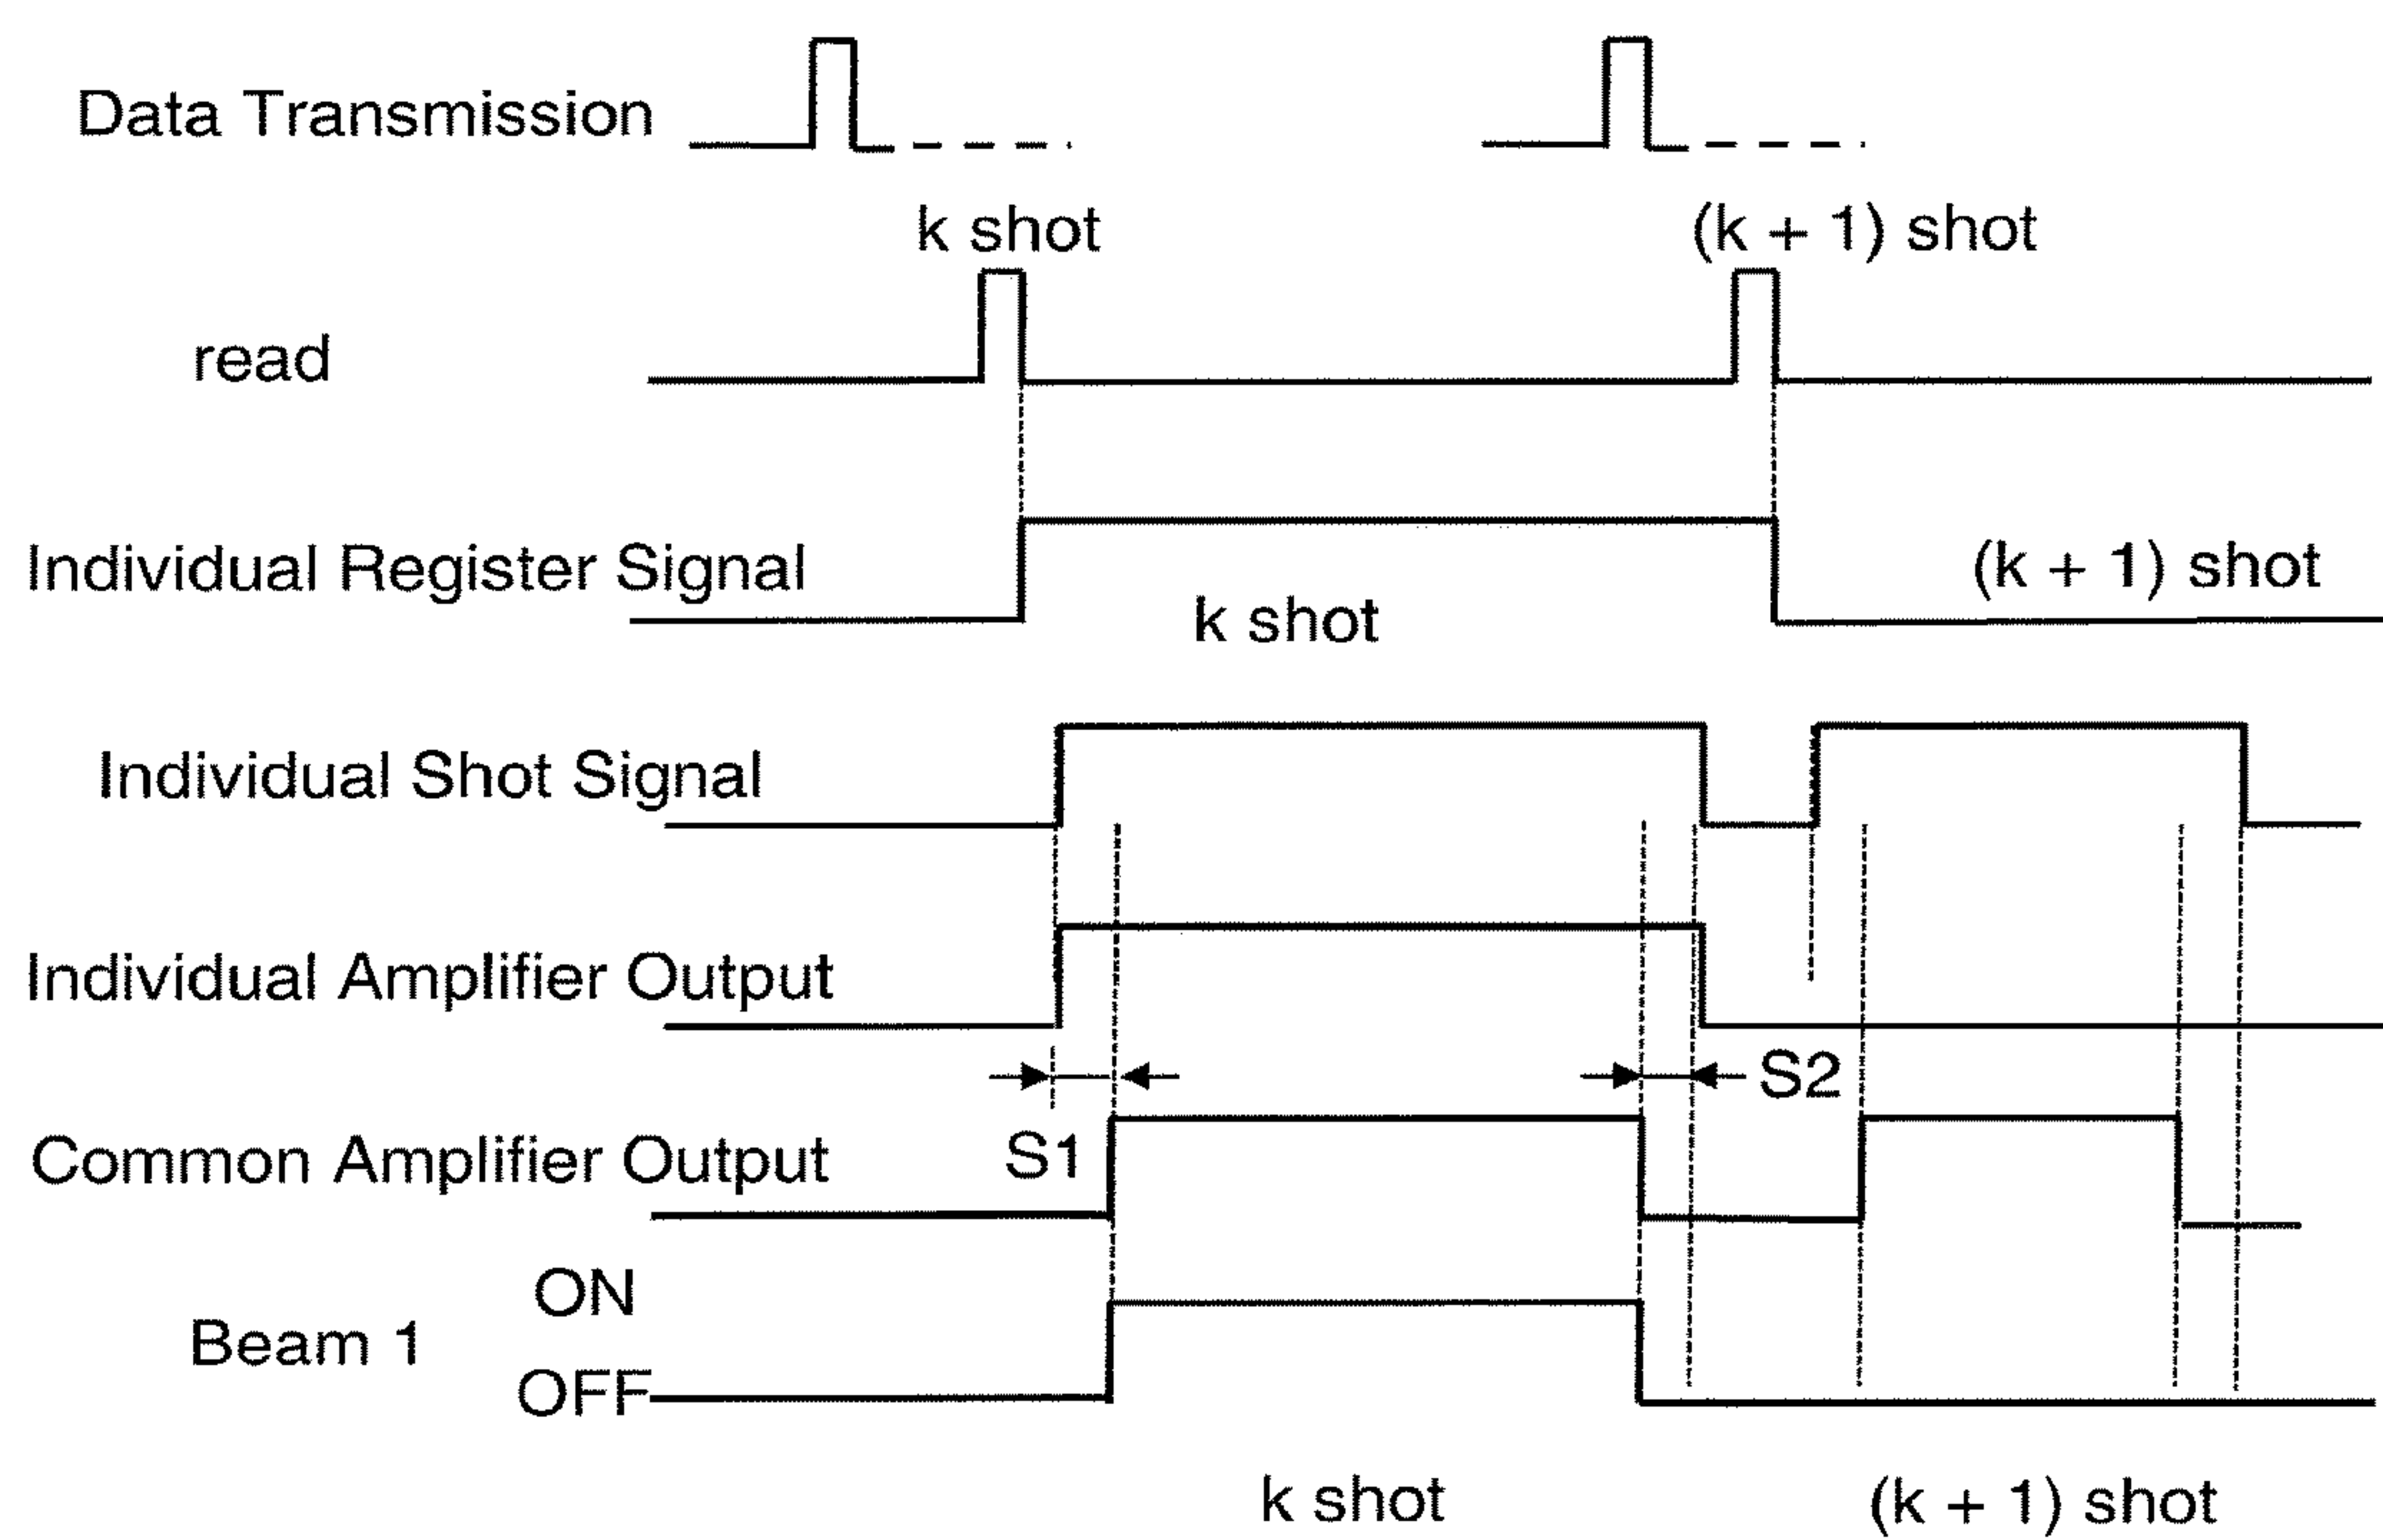 Data Transmission
k shot
(k + 1) shot
read
Individual Register Signal
k shot
(k + 1) shot
Individual Shot Signal
Individual Amplifier Output
S1
S2
Common Amplifier Output
ON
Beam 1
OFF
k shot
(k + 1) shot